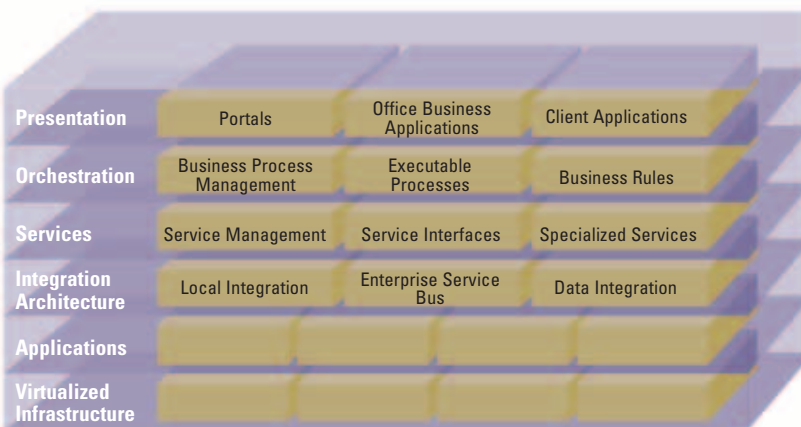 Presentation
Portals
Office Business
Applications
Client Applications
Orchestration
Business Process
Management
Executable
Processes
Business Rules
Services
Service Management
Service Interfaces
Specialized Services
Integration
Architecture
Local Integration
Enterprise Service
Bus
Data Integration
Applications
Virtualized
Infrastructure